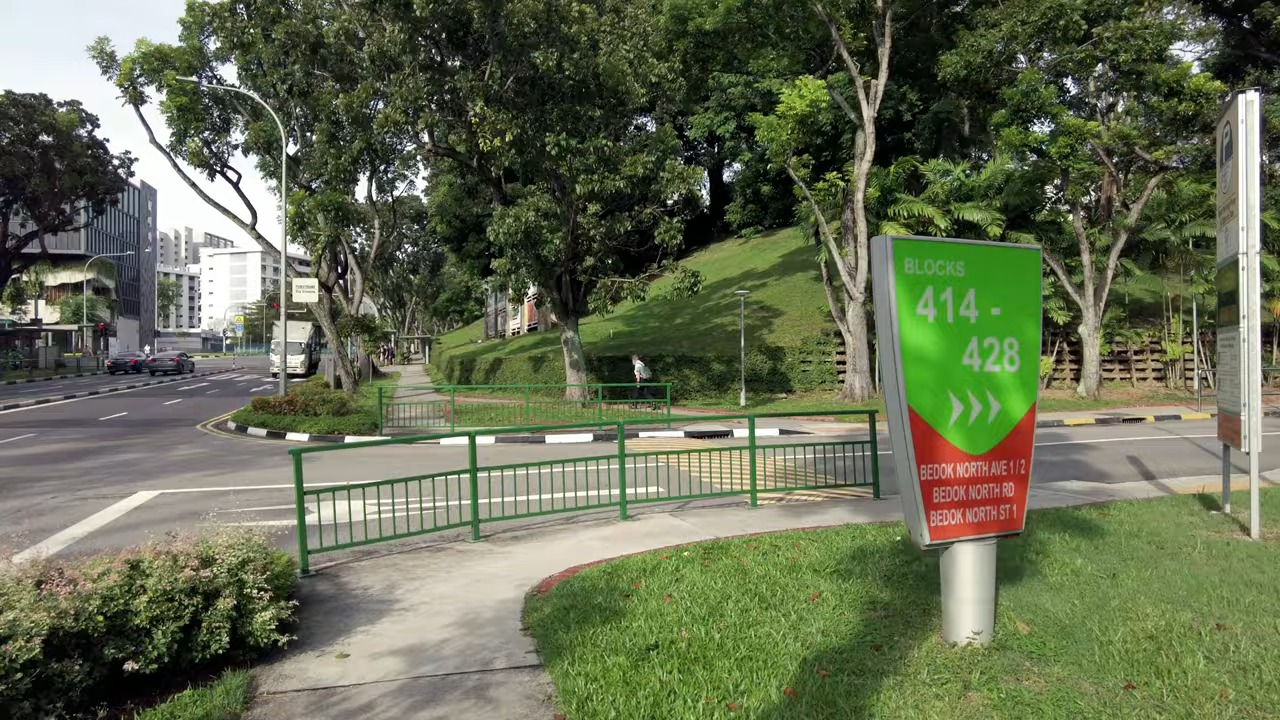 BLOCKS
414 -
428
BEDOK NORTH AVE 1 / 2
BEDOK NORTH RD
BEDOK NORTH ST 1
P